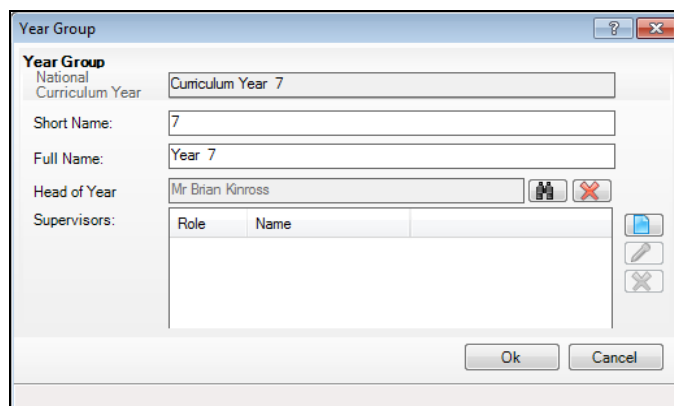 Year Group
?
Year Group
National
Curriculum Year
Curriculum Year 7
Short Name:
7
Full Name:
Year 7
Head of Year
Mr Brian Kinross
Supervisors:
Role Name
Ok Cancel